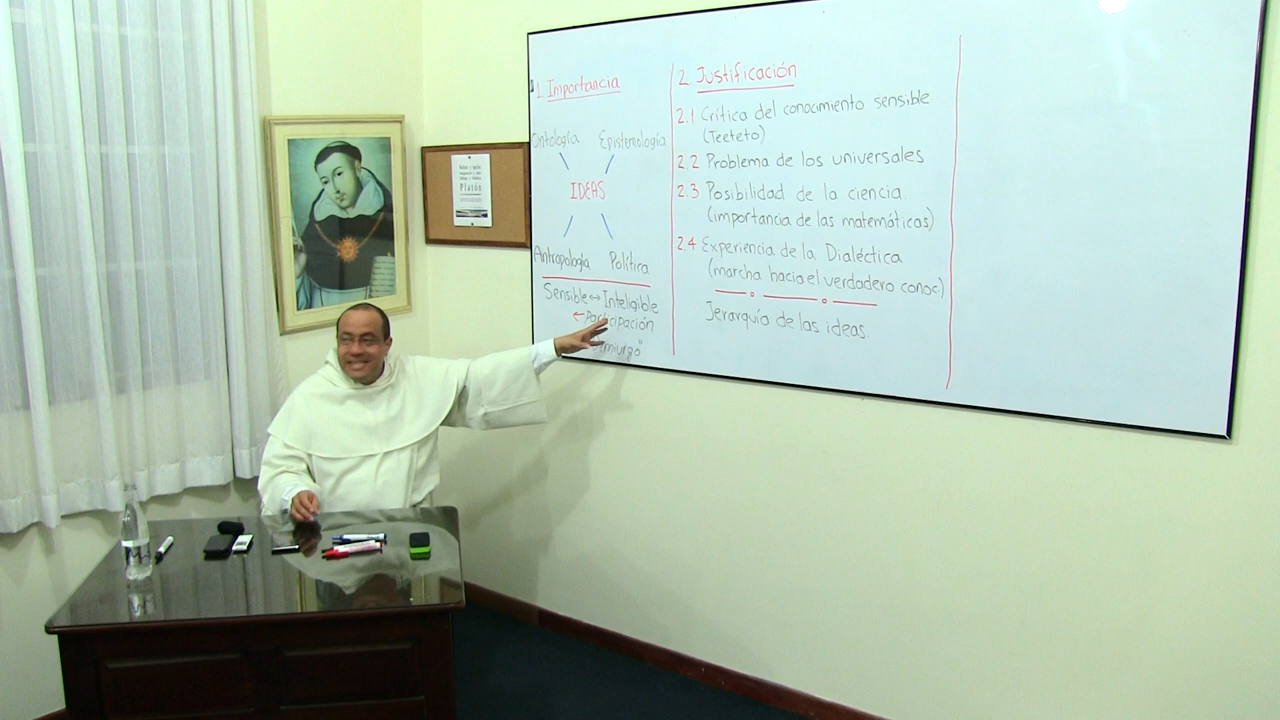 1. Importancia
Ontología Epistemología
IDEAS
Antropología Política
Sensible ↔ Inteligible
← Participación
"Demiurgo"
2. Justificación
2.1 Crítica del conocimiento sensible
(Teeteto)
2.2 Problema de los universales
2.3 Posibilidad de la ciencia
(importancia de las matemáticas)
2.4 Experiencia de la Dialéctica
(marcha hacia el verdadero conoc.)
Jerarquía de las ideas.
Platón